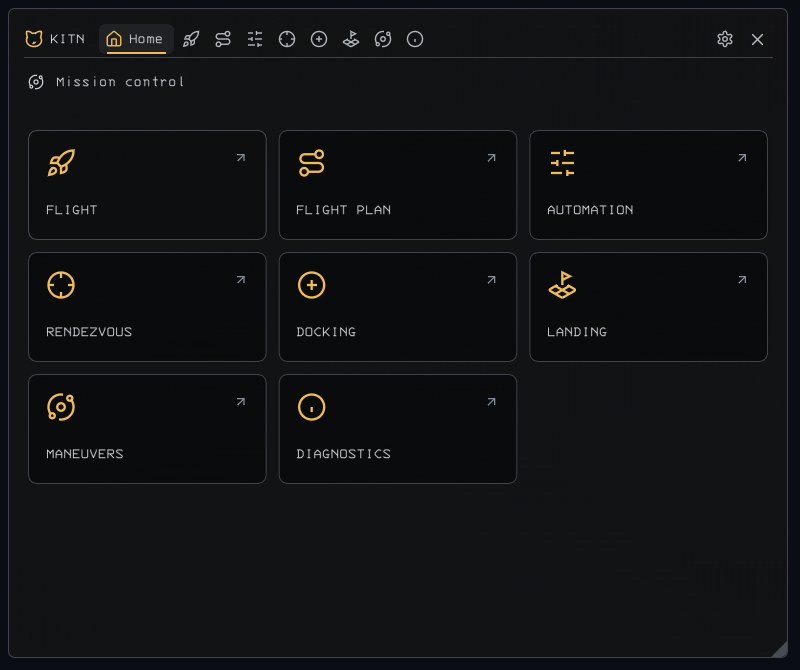 KITN Home
Mission control
FLIGHT FLIGHT PLAN AUTOMATION
RENDEZVOUS DOCKING LANDING
MANEUVERS DIAGNOSTICS